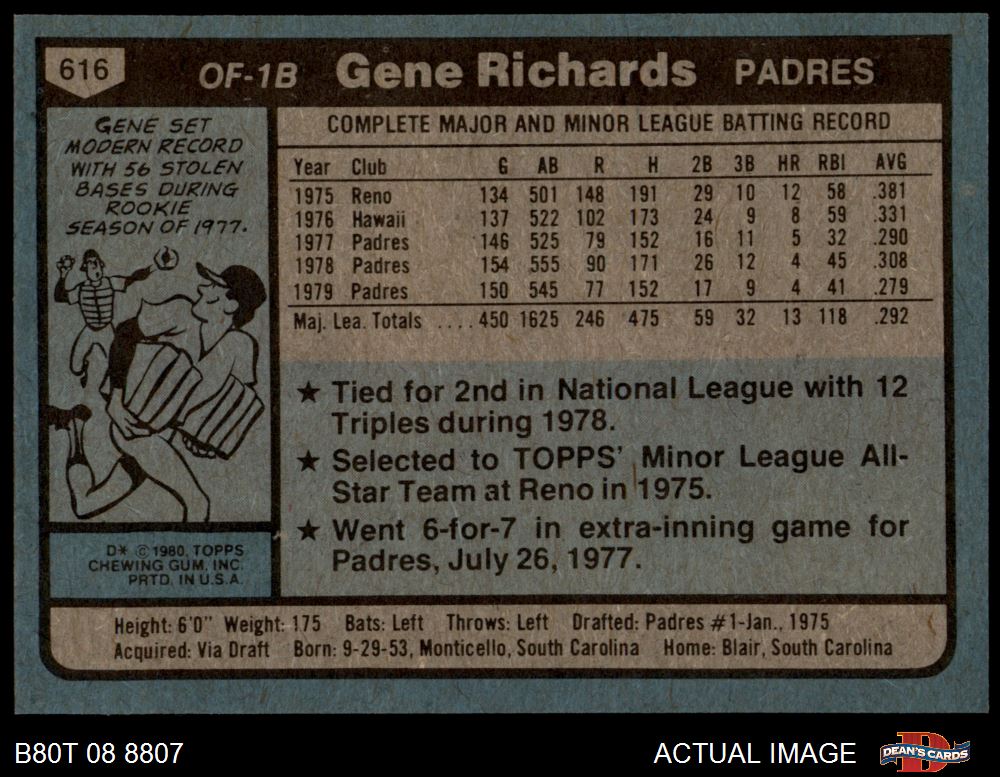 616
OF-1B Gene Richards PADRES
GENE SET
MODERN RECORD
WITH 56 STOLEN
BASES DURING
ROOKIE
SEASON OF 1977.
COMPLETE MAJOR AND MINOR LEAGUE BATTING RECORD
Year Club G AB R H 2B 3B HR RBI AVG
1975 Reno 134 501 148 191 29 10 12 58 .381
1976 Hawaii 137 522 102 173 24 9 8 59 .331
1977 Padres 146 525 79 152 16 11 5 32 .290
1978 Padres 154 555 90 171 26 12 4 45 .308
1979 Padres 150 545 77 152 17 9 4 41 .279
Maj. Lea. Totals .... 450 1625 246 475 59 32 13 118 .292
★ Tied for 2nd in National League with 12
Triples during 1978.
★ Selected to TOPPS' Minor League All-
Star Team at Reno in 1975.
★ Went 6-for-7 in extra-inning game for
Padres, July 26, 1977.
D* © 1980, TOPPS
CHEWING GUM, INC.
PRTD. IN U.S.A.
Height: 6'0" Weight: 175 Bats: Left Throws: Left Drafted: Padres #1-Jan., 1975
Acquired: Via Draft Born: 9-29-53, Monticello, South Carolina Home: Blair, South Carolina
B80T 08 8807
ACTUAL IMAGE
DEAN'S CARDS